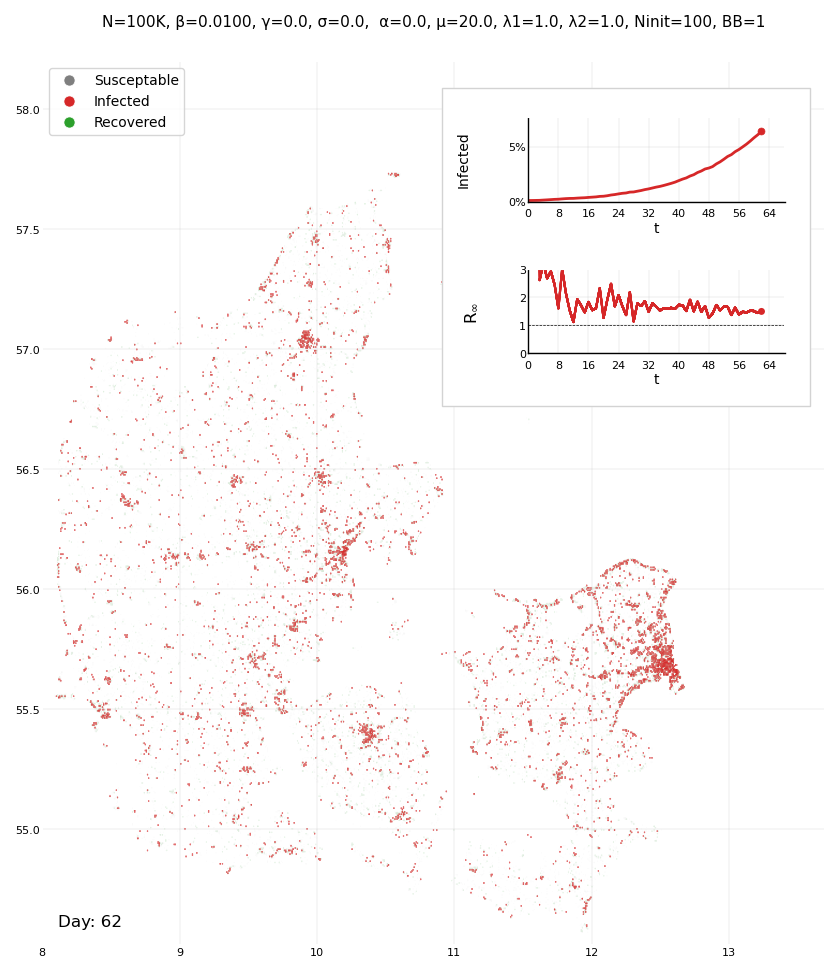 N=100K, β=0.0100, γ=0.0, σ=0.0, α=0.0, μ=20.0, λ1=1.0, λ2=1.0, Ninit=100, BB=1
Susceptable
Infected
Recovered
58.0
57.5
57.0
56.5
56.0
55.5
55.0
8 9 10 11 12 13
Day: 62
Infected
5%
0%
0 8 16 24 32 40 48 56 64
t
R∞
3
2
1
0
0 8 16 24 32 40 48 56 64
t